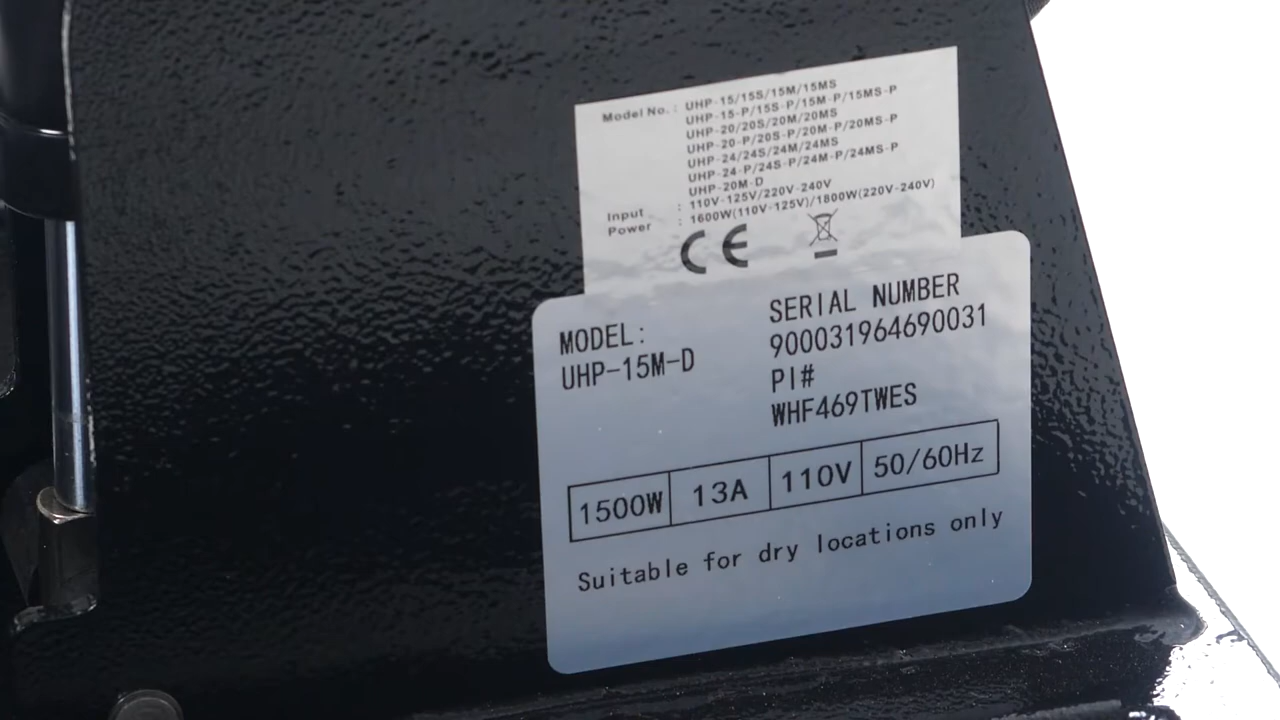 Model No. : UHP-15/15S/15M/15MS
UHP-15-P/15S-P/15M-P/15MS-P
UHP-20/20S/20M/20MS
UHP-20-P/20S-P/20M-P/20MS-P
UHP-24/24S/24M/24MS
UHP-24-P/24S-P/24M-P/24MS-P
UHP-20M-D
Input : 110V-125V/220V-240V
Power : 1600W(110V-125V)/1800W(220V-240V)
CE
MODEL:
UHP-15M-D
SERIAL NUMBER
900031964690031
PI#
WHF469TWES
1500W 13A 110V 50/60Hz
Suitable for dry locations only